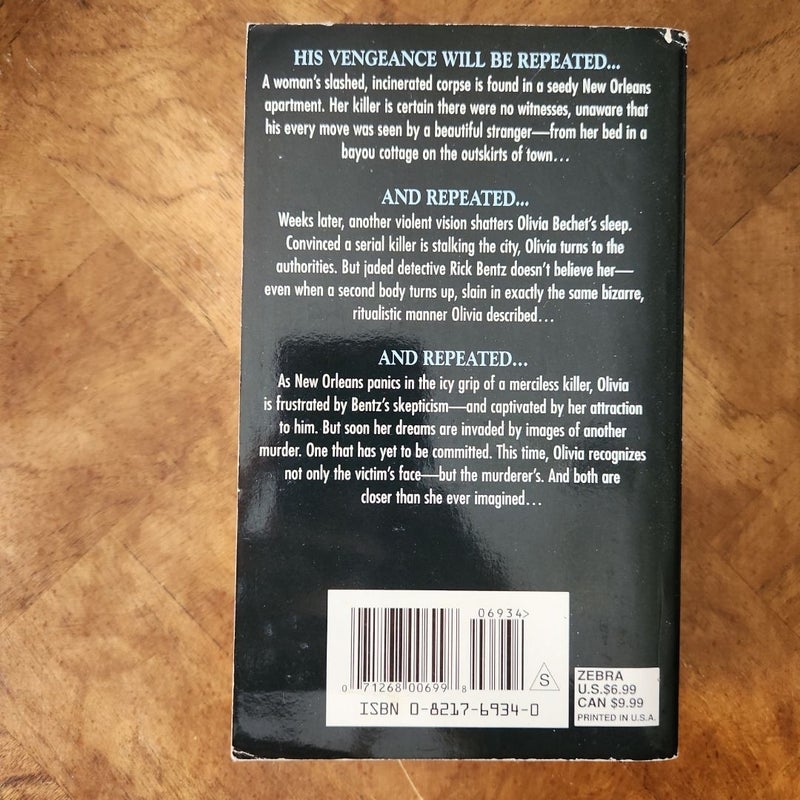 HIS VENGEANCE WILL BE REPEATED...
A woman's slashed, incinerated corpse is found in a seedy New Orleans
apartment. Her killer is certain there were no witnesses, unaware that
his every move was seen by a beautiful stranger—from her bed in a
bayou cottage on the outskirts of town...
AND REPEATED...
Weeks later, another violent vision shatters Olivia Bechet's sleep.
Convinced a serial killer is stalking the city, Olivia turns to the
authorities. But jaded detective Rick Bentz doesn't believe her—
even when a second body turns up, slain in exactly the same bizarre,
ritualistic manner Olivia described...
AND REPEATED...
As New Orleans panics in the icy grip of a merciless killer, Olivia
is frustrated by Bentz's skepticism—and captivated by her attraction
to him. But soon her dreams are invaded by images of another
murder. One that has yet to be committed. This time, Olivia recognizes
not only the victim's face—but the murderer's. And both are
closer than she ever imagined...
06934>
0 71268 00699 8
S
ISBN 0-8217-6934-0
ZEBRA
U.S.$6.99
CAN $9.99
PRINTED IN U.S.A.